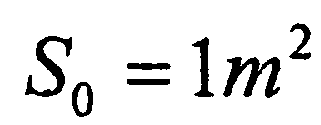 S₀ = 1m²